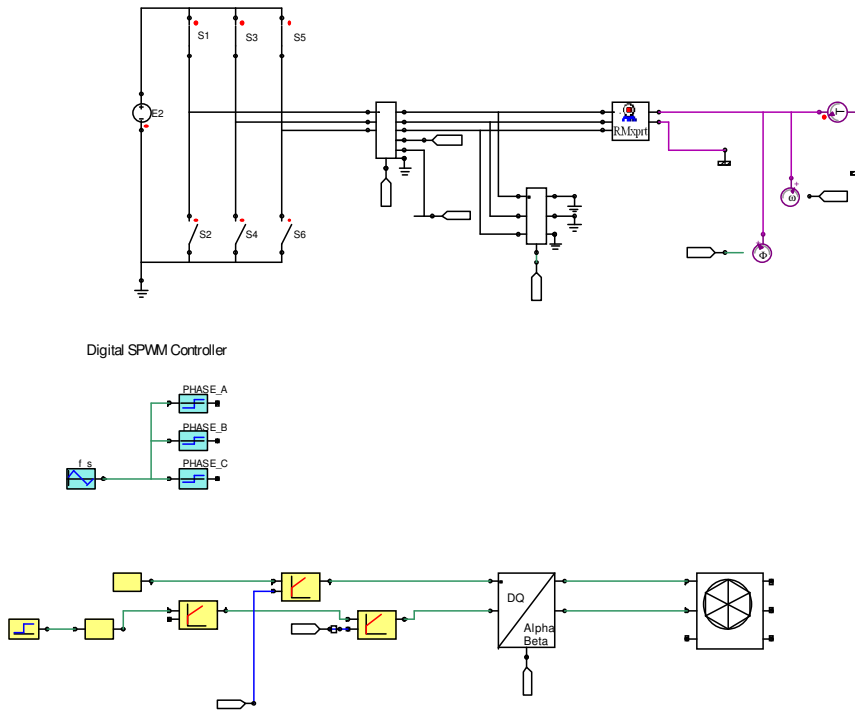 S1
S3
S5
E2
RMxprt
ω
S2
S4
S6
Φ
Digital SPWM Controller
PHASE_A
PHASE_B
f_s
PHASE_C
DQ
Alpha
Beta